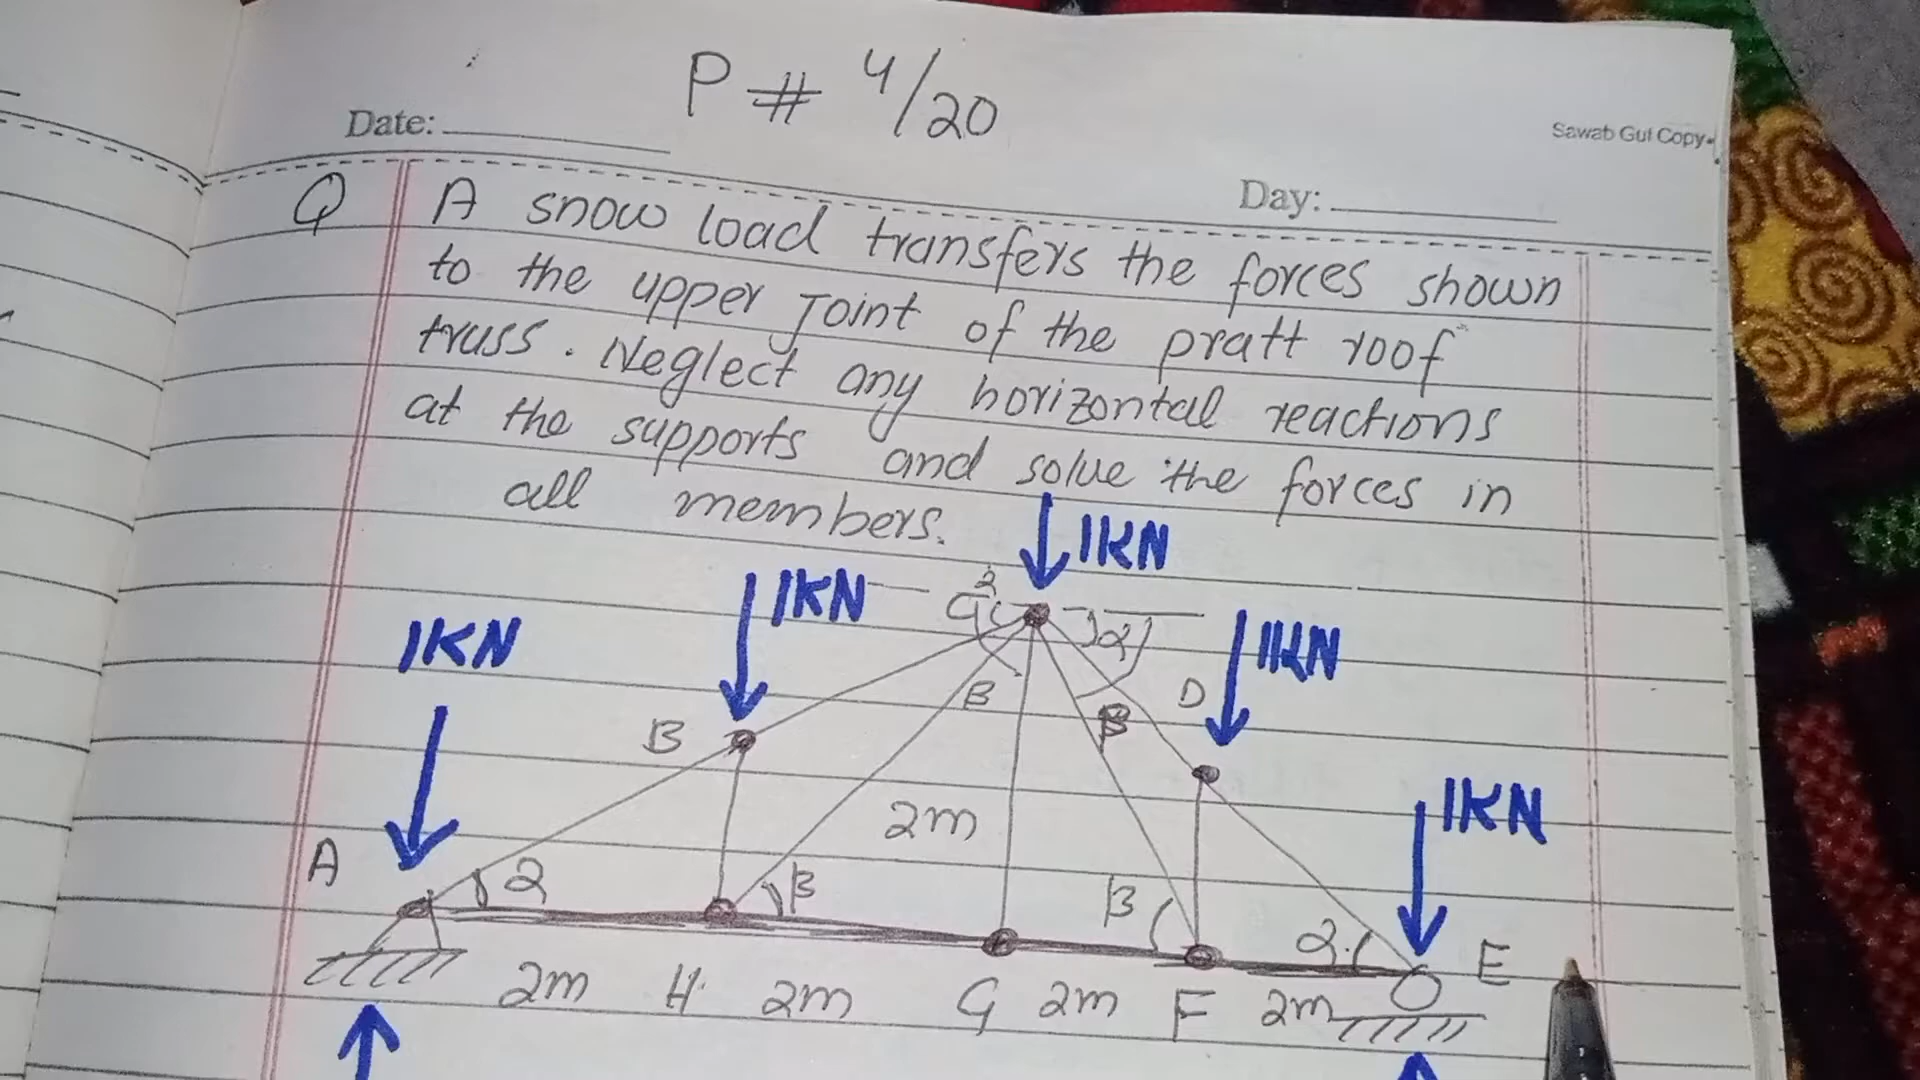 P # 4/20
Date:
Sawab Gul Copy
Day:
Q A snow load transfers the forces shown
to the upper Joint of the pratt roof
truss. Neglect any horizontal reactions
at the supports and solve the forces in
all members.
1KN
1KN
1KN
1KN
1KN
B
D
B
β
2m
A
2
β
β
2
E
2m H 2m G 2m F 2m